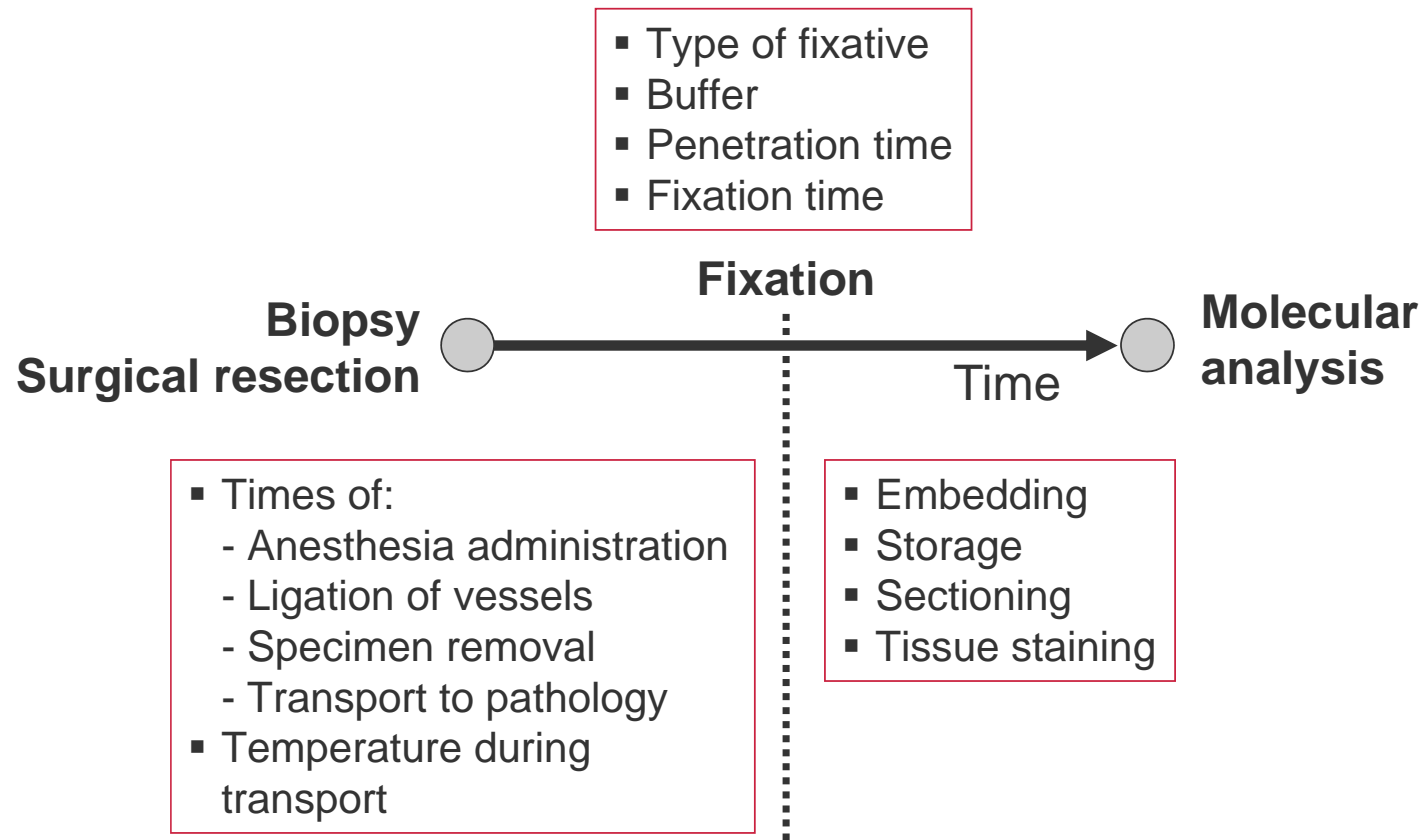 ▪ Type of fixative
▪ Buffer
▪ Penetration time
▪ Fixation time
Fixation
Biopsy
Surgical resection
Molecular
analysis
Time
▪ Times of:
- Anesthesia administration
- Ligation of vessels
- Specimen removal
- Transport to pathology
▪ Temperature during
transport
▪ Embedding
▪ Storage
▪ Sectioning
▪ Tissue staining